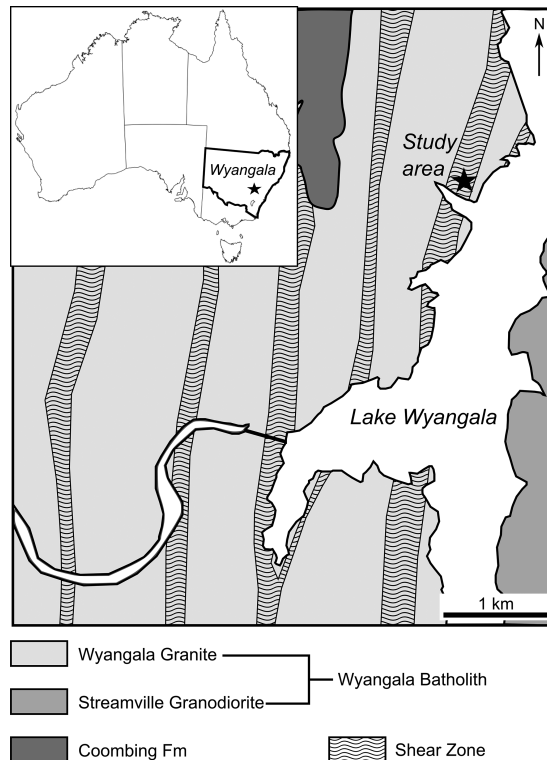 Wyangala
N
Study
area
Lake Wyangala
1 km
Wyangala Granite
Wyangala Batholith
Streamville Granodiorite
Coombing Fm
Shear Zone